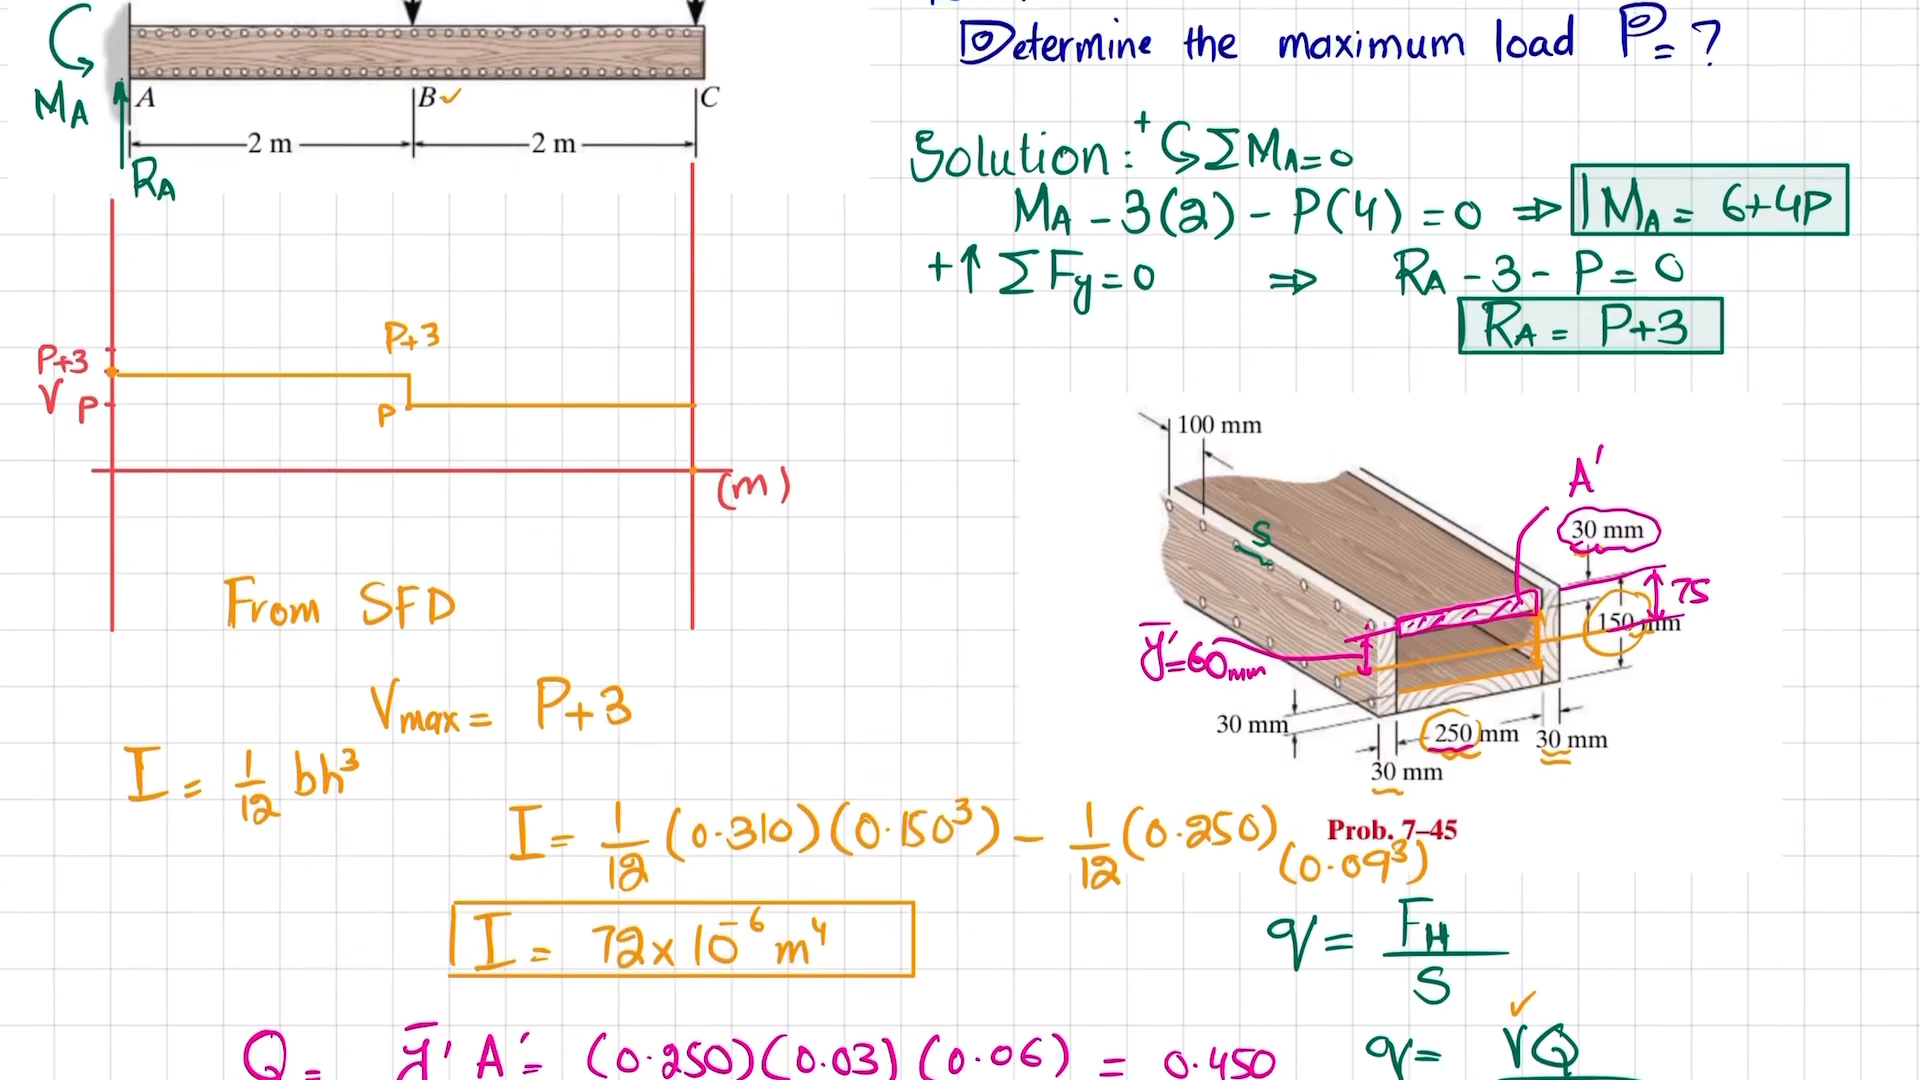 Determine the maximum load P = ?
MA
A
B✓
C
2 m
2 m
RA
Solution: + ΣMA=0
MA - 3(2) - P(4) = 0 ⇒ MA = 6+4P
+↑ ΣFy=0 ⇒ RA - 3 - P = 0
RA = P+3
P+3
P+3
V
P
P
(m)
100 mm
A'
S
30 mm
75
150 mm
ȳ'=60mm
30 mm
250 mm
30 mm
30 mm
Prob. 7–45
From SFD
Vmax = P+3
I = 1/12 bh³
I = 1/12 (0.310)(0.150³) - 1/12 (0.250)(0.09³)
I = 72x10⁻⁶ m⁴
q = FH/S
Q = ȳ'A' = (0.250)(0.03)(0.06) = 0.450
q = VQ